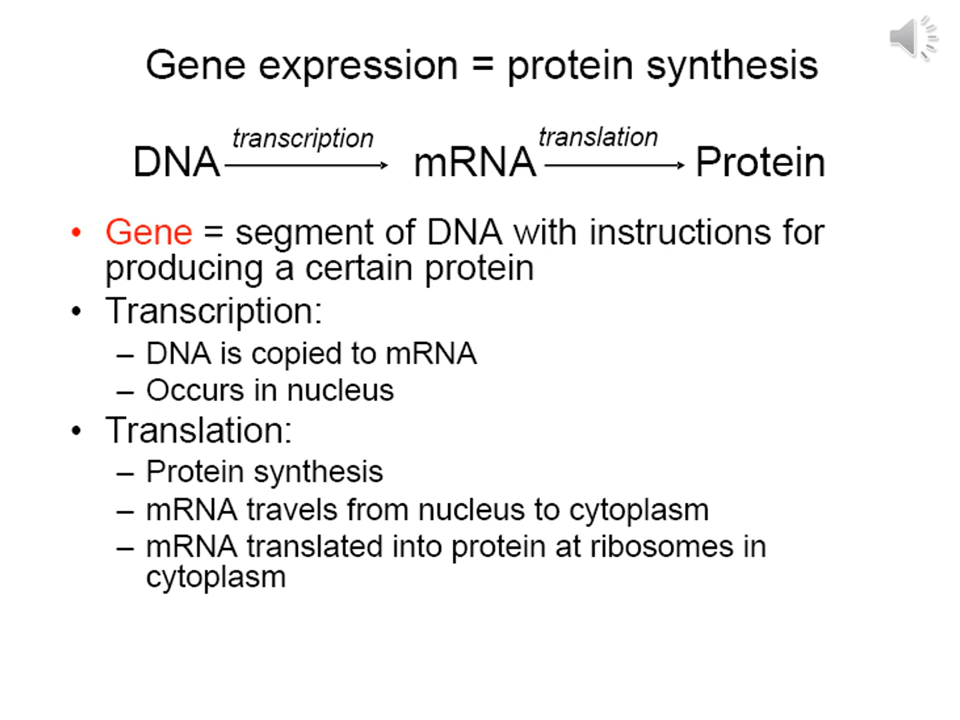 Gene expression = protein synthesis
transcription translation
DNA mRNA Protein
• Gene = segment of DNA with instructions for
producing a certain protein
• Transcription:
– DNA is copied to mRNA
– Occurs in nucleus
• Translation:
– Protein synthesis
– mRNA travels from nucleus to cytoplasm
– mRNA translated into protein at ribosomes in
cytoplasm